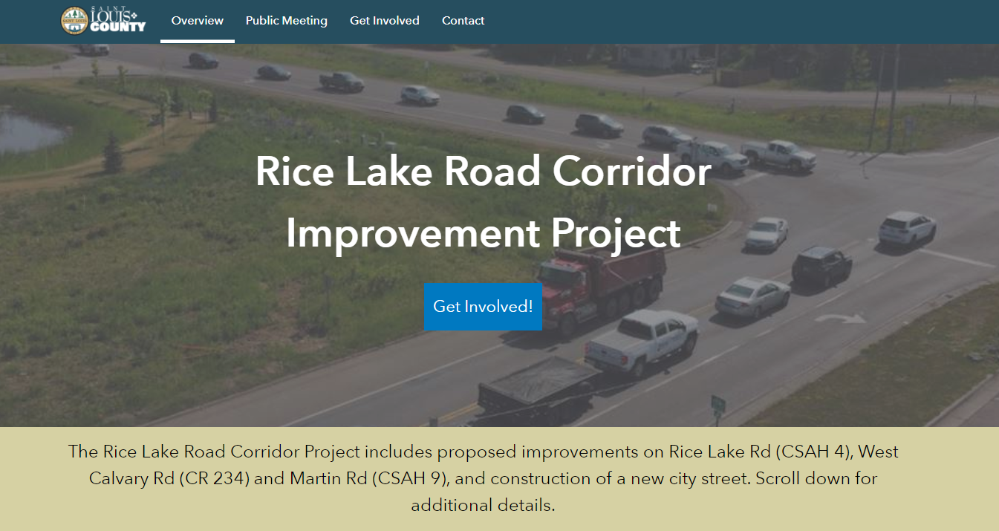 SAINT
LOUIS
COUNTY
SAINT LOUIS
Overview
Public Meeting
Get Involved
Contact
Rice Lake Road Corridor
Improvement Project
Get Involved!
The Rice Lake Road Corridor Project includes proposed improvements on Rice Lake Rd (CSAH 4), West
Calvary Rd (CR 234) and Martin Rd (CSAH 9), and construction of a new city street. Scroll down for
additional details.